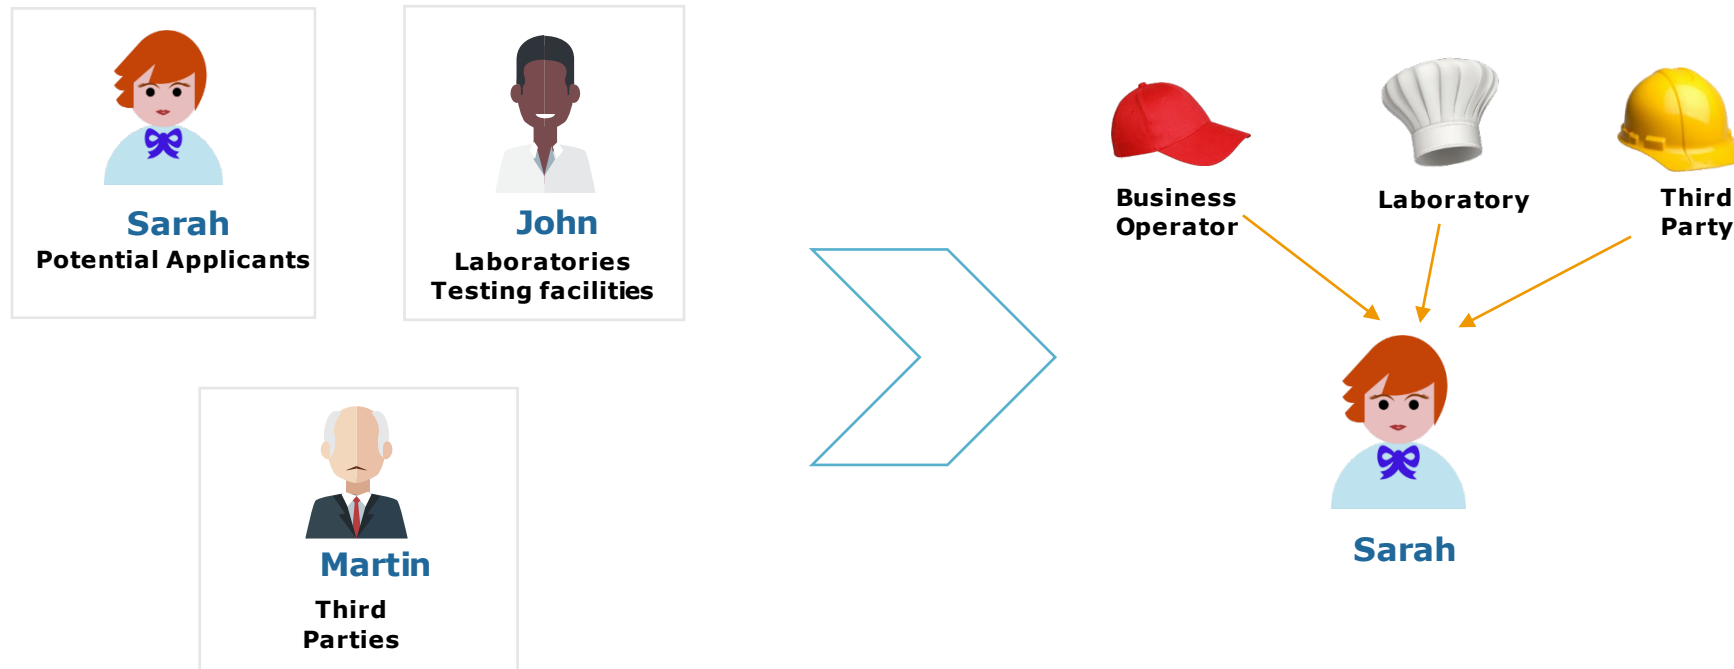 Sarah
Potential Applicants
John
Laboratories
Testing facilities
Martin
Third
Parties
Business
Operator
Laboratory
Third
Party
Sarah